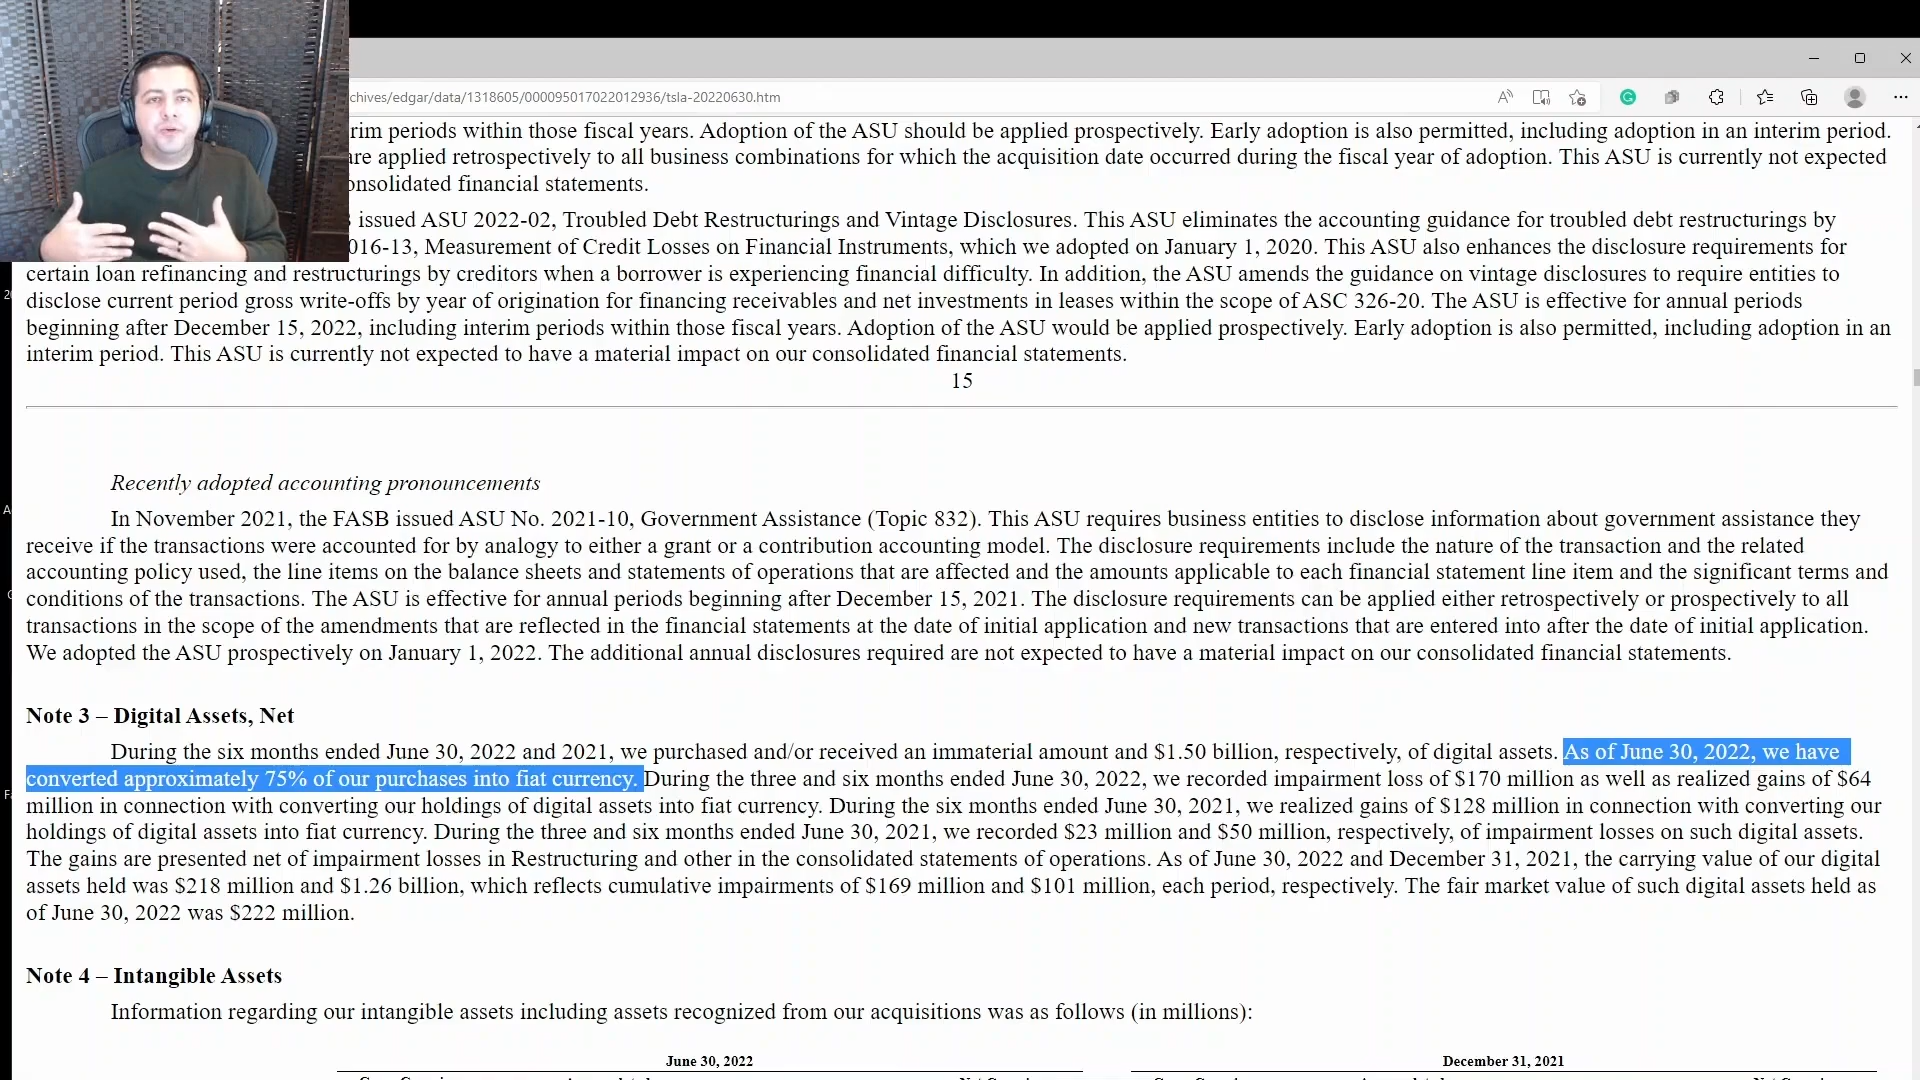 chives/edgar/data/1318605/000095017022012936/tsla-20220630.htm
rim periods within those fiscal years. Adoption of the ASU should be applied prospectively. Early adoption is also permitted, including adoption in an interim period.
are applied retrospectively to all business combinations for which the acquisition date occurred during the fiscal year of adoption. This ASU is currently not expected
onsolidated financial statements.
issued ASU 2022-02, Troubled Debt Restructurings and Vintage Disclosures. This ASU eliminates the accounting guidance for troubled debt restructurings by
016-13, Measurement of Credit Losses on Financial Instruments, which we adopted on January 1, 2020. This ASU also enhances the disclosure requirements for
certain loan refinancing and restructurings by creditors when a borrower is experiencing financial difficulty. In addition, the ASU amends the guidance on vintage disclosures to require entities to
disclose current period gross write-offs by year of origination for financing receivables and net investments in leases within the scope of ASC 326-20. The ASU is effective for annual periods
beginning after December 15, 2022, including interim periods within those fiscal years. Adoption of the ASU would be applied prospectively. Early adoption is also permitted, including adoption in an
interim period. This ASU is currently not expected to have a material impact on our consolidated financial statements.
15
Recently adopted accounting pronouncements
In November 2021, the FASB issued ASU No. 2021-10, Government Assistance (Topic 832). This ASU requires business entities to disclose information about government assistance they
receive if the transactions were accounted for by analogy to either a grant or a contribution accounting model. The disclosure requirements include the nature of the transaction and the related
accounting policy used, the line items on the balance sheets and statements of operations that are affected and the amounts applicable to each financial statement line item and the significant terms and
conditions of the transactions. The ASU is effective for annual periods beginning after December 15, 2021. The disclosure requirements can be applied either retrospectively or prospectively to all
transactions in the scope of the amendments that are reflected in the financial statements at the date of initial application and new transactions that are entered into after the date of initial application.
We adopted the ASU prospectively on January 1, 2022. The additional annual disclosures required are not expected to have a material impact on our consolidated financial statements.
Note 3 – Digital Assets, Net
During the six months ended June 30, 2022 and 2021, we purchased and/or received an immaterial amount and $1.50 billion, respectively, of digital assets. As of June 30, 2022, we have
converted approximately 75% of our purchases into fiat currency. During the three and six months ended June 30, 2022, we recorded impairment loss of $170 million as well as realized gains of $64
million in connection with converting our holdings of digital assets into fiat currency. During the six months ended June 30, 2021, we realized gains of $128 million in connection with converting our
holdings of digital assets into fiat currency. During the three and six months ended June 30, 2021, we recorded $23 million and $50 million, respectively, of impairment losses on such digital assets.
The gains are presented net of impairment losses in Restructuring and other in the consolidated statements of operations. As of June 30, 2022 and December 31, 2021, the carrying value of our digital
assets held was $218 million and $1.26 billion, which reflects cumulative impairments of $169 million and $101 million, each period, respectively. The fair market value of such digital assets held as
of June 30, 2022 was $222 million.
Note 4 – Intangible Assets
Information regarding our intangible assets including assets recognized from our acquisitions was as follows (in millions):
June 30, 2022 December 31, 2021